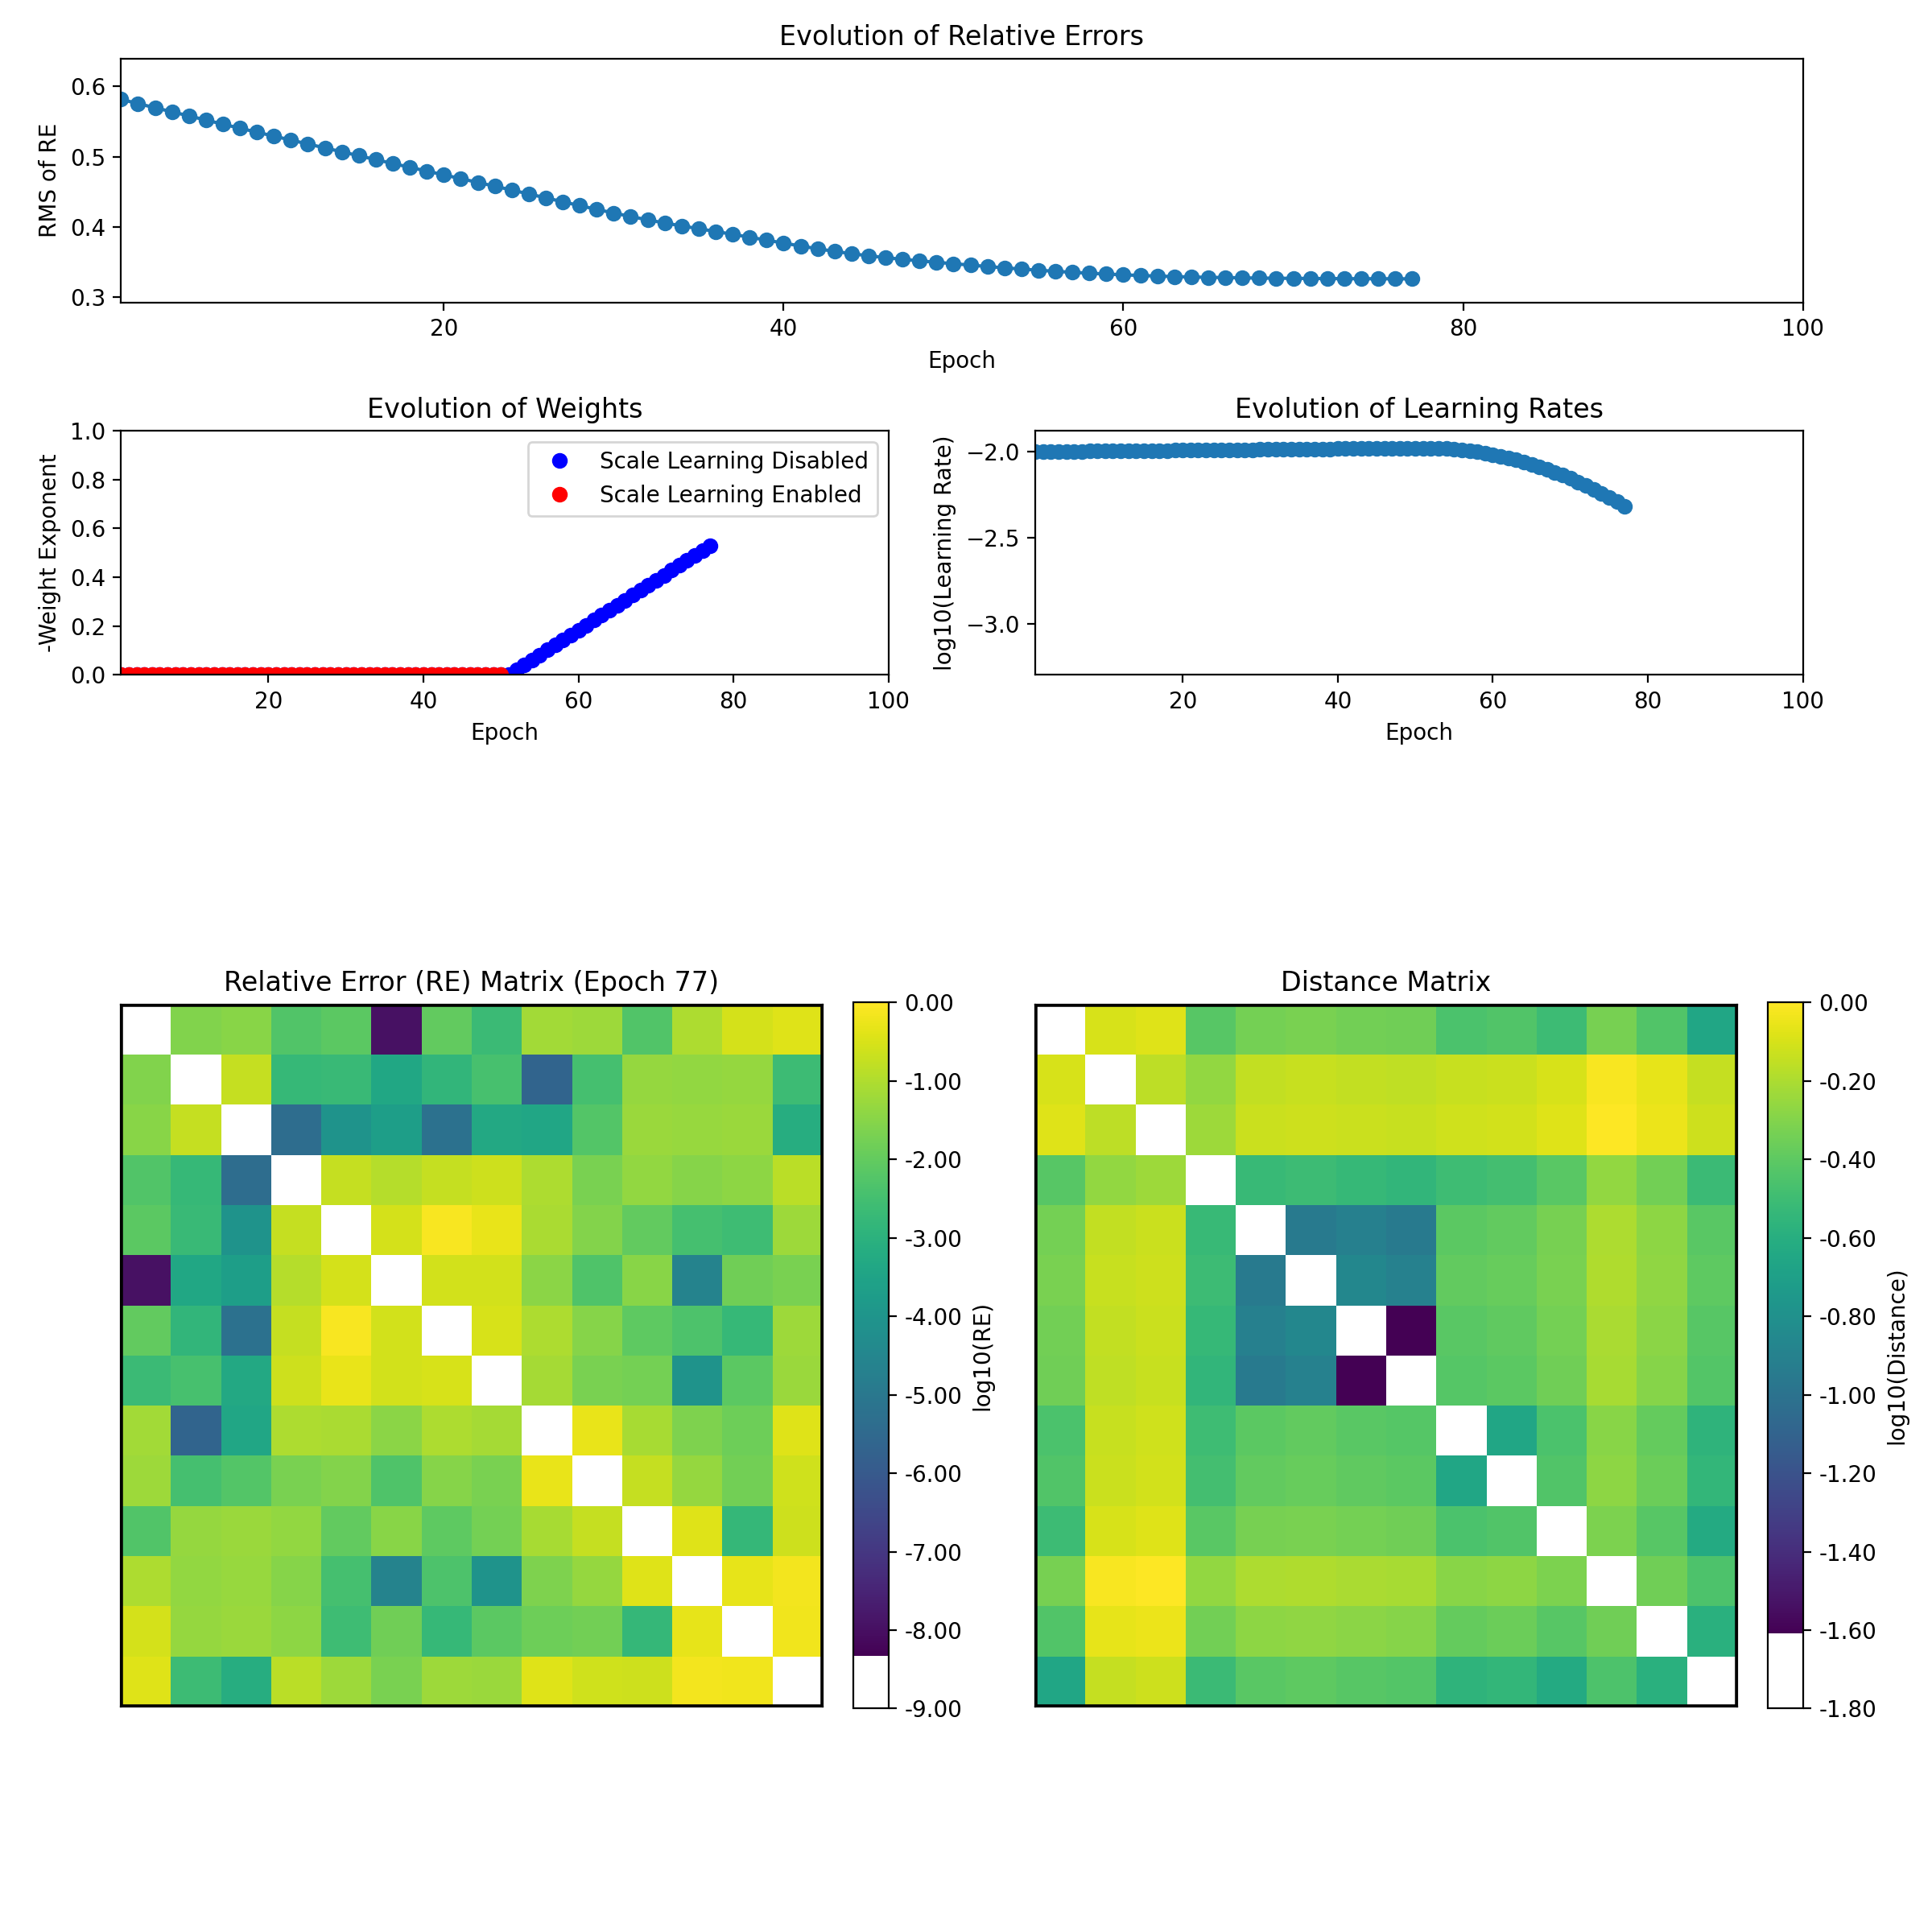 Evolution of Relative Errors
RMS of RE
0.6
0.5
0.4
0.3
20 40 60 80 100
Epoch
Evolution of Weights
-Weight Exponent
1.0
0.8
0.6
0.4
0.2
0.0
Scale Learning Disabled
Scale Learning Enabled
20 40 60 80 100
Epoch
Evolution of Learning Rates
log10(Learning Rate)
−2.0
−2.5
−3.0
20 40 60 80 100
Epoch
Relative Error (RE) Matrix (Epoch 77)
0.00
-1.00
-2.00
-3.00
-4.00
-5.00
-6.00
-7.00
-8.00
-9.00
log10(RE)
Distance Matrix
0.00
-0.20
-0.40
-0.60
-0.80
-1.00
-1.20
-1.40
-1.60
-1.80
log10(Distance)